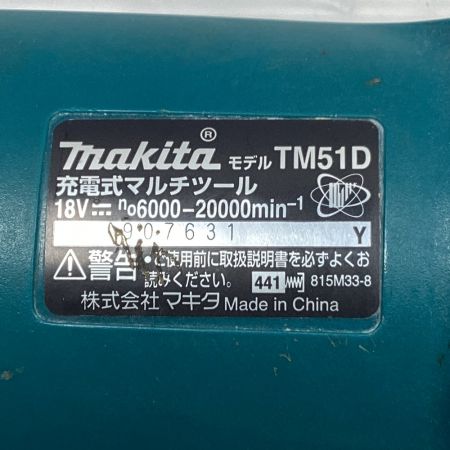 makita® モデル TM51D
充電式マルチツール
18V⎓ n₀6000-20000min⁻¹
907631 Y
⚠警告 ・ご使用前に取扱説明書を必ずよくお
読みください。 441 815M33-8
株式会社 マキタ Made in China